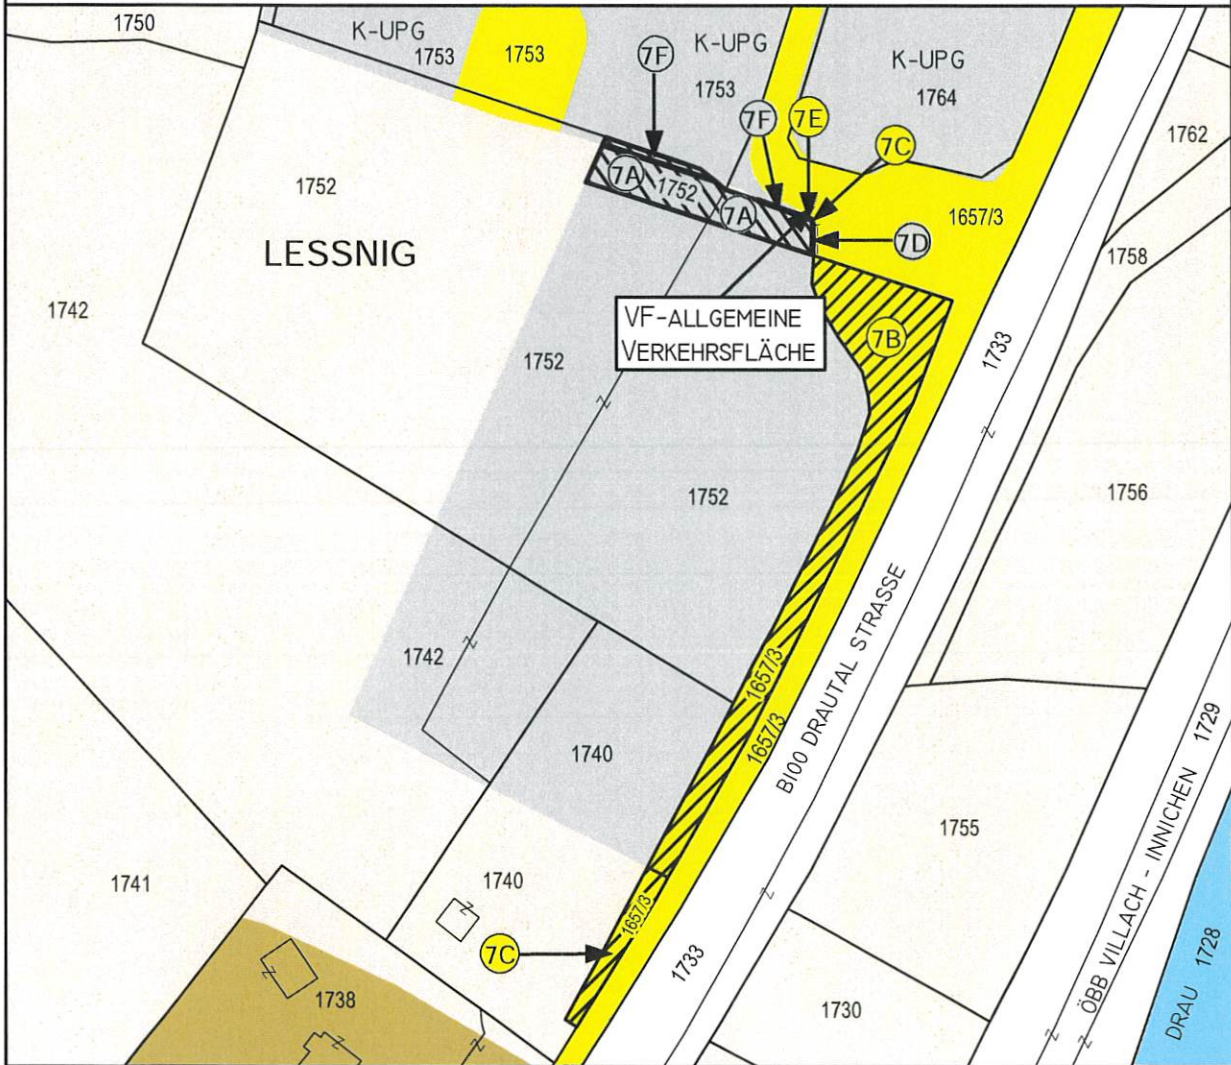 1750
K-UPG
1753
1753
7F
K-UPG
1753
K-UPG
1764
7F
7E
7C
1762
7A
1752
7A
1752
1657/3
7D
LESSNIG
1758
1742
VF-ALLGEMEINE
VERKEHRSFLÄCHE
7B
1733
1752
1752
1756
1742
1657/3
1657/3
B100 DRAUTAL STRASSE
1740
1729
1755
ÖBB VILLACH - INNICHEN
1741
1740
1657/3
7C
1733
1728
DRAU
1738
1730